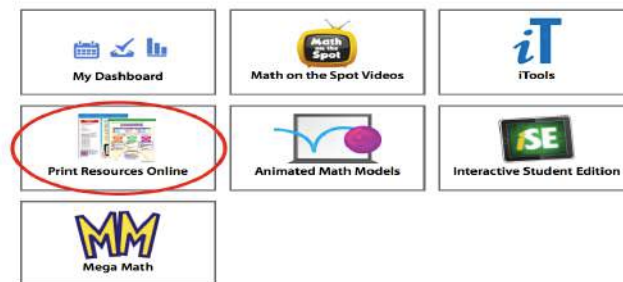 My Dashboard
Math on the Spot
Math on the Spot Videos
iT
iTools
Print Resources Online
Animated Math Models
iSE
Interactive Student Edition
MM
Mega Math